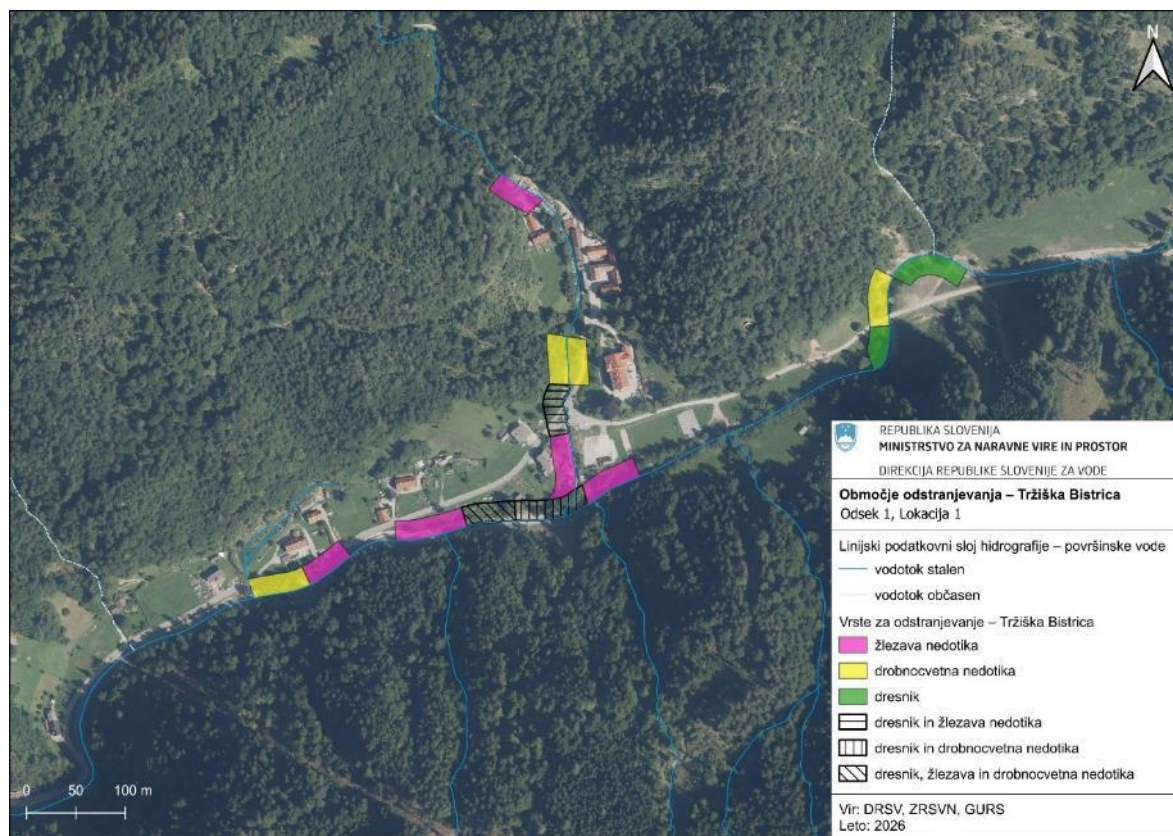 N
REPUBLIKA SLOVENIJA
MINISTRSTVO ZA NARAVNE VIRE IN PROSTOR
DIREKCIJA REPUBLIKE SLOVENIJE ZA VODE
Območje odstranjevanja – Tržiška Bistrica
Odsek 1, Lokacija 1
Linijski podatkovni sloj hidrografije – površinske vode
vodotok stalen
vodotok občasen
Vrste za odstranjevanje – Tržiška Bistrica
žlezava nedotika
drobnocvetna nedotika
dresnik
dresnik in žlezava nedotika
dresnik in drobnocvetna nedotika
dresnik, žlezava in drobnocvetna nedotika
Vir: DRSV, ZRSVN, GURS
Leto: 2026
0 50 100 m